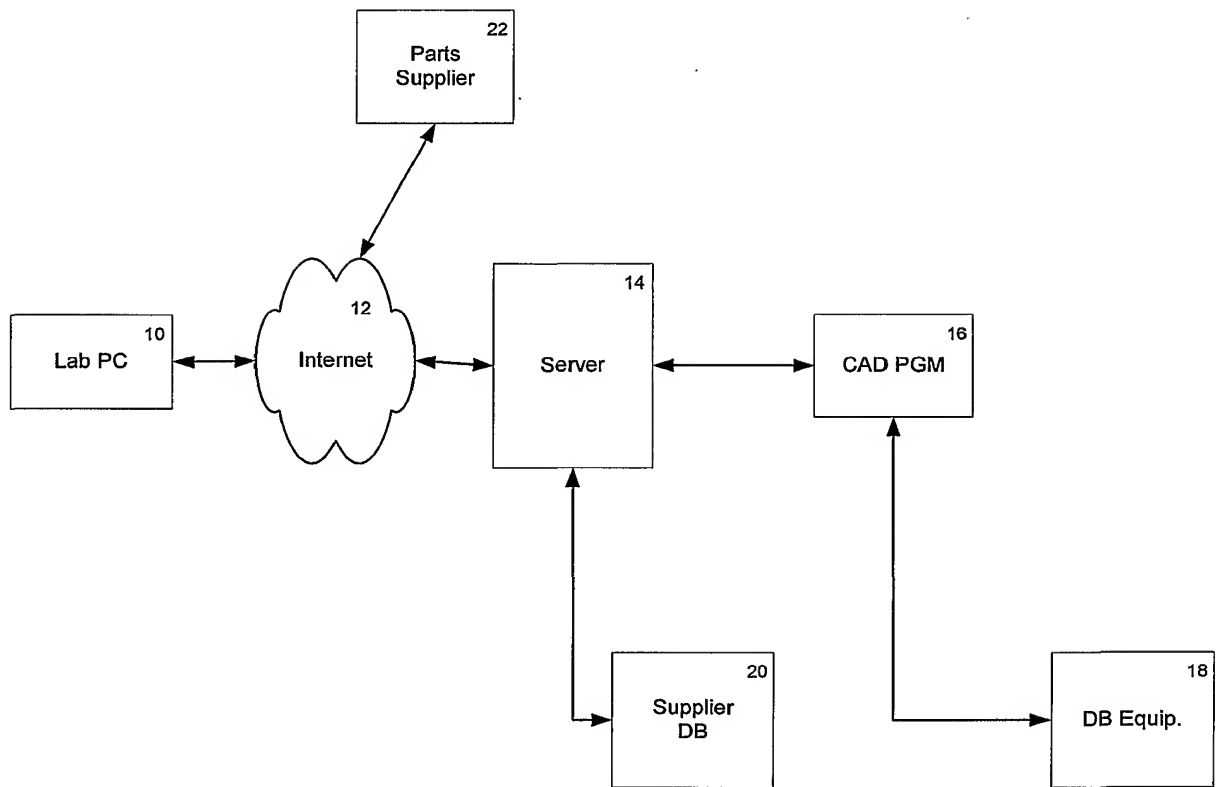 22
Parts
Supplier
10
Lab PC
12
Internet
14
Server
16
CAD PGM
20
Supplier
DB
18
DB Equip.